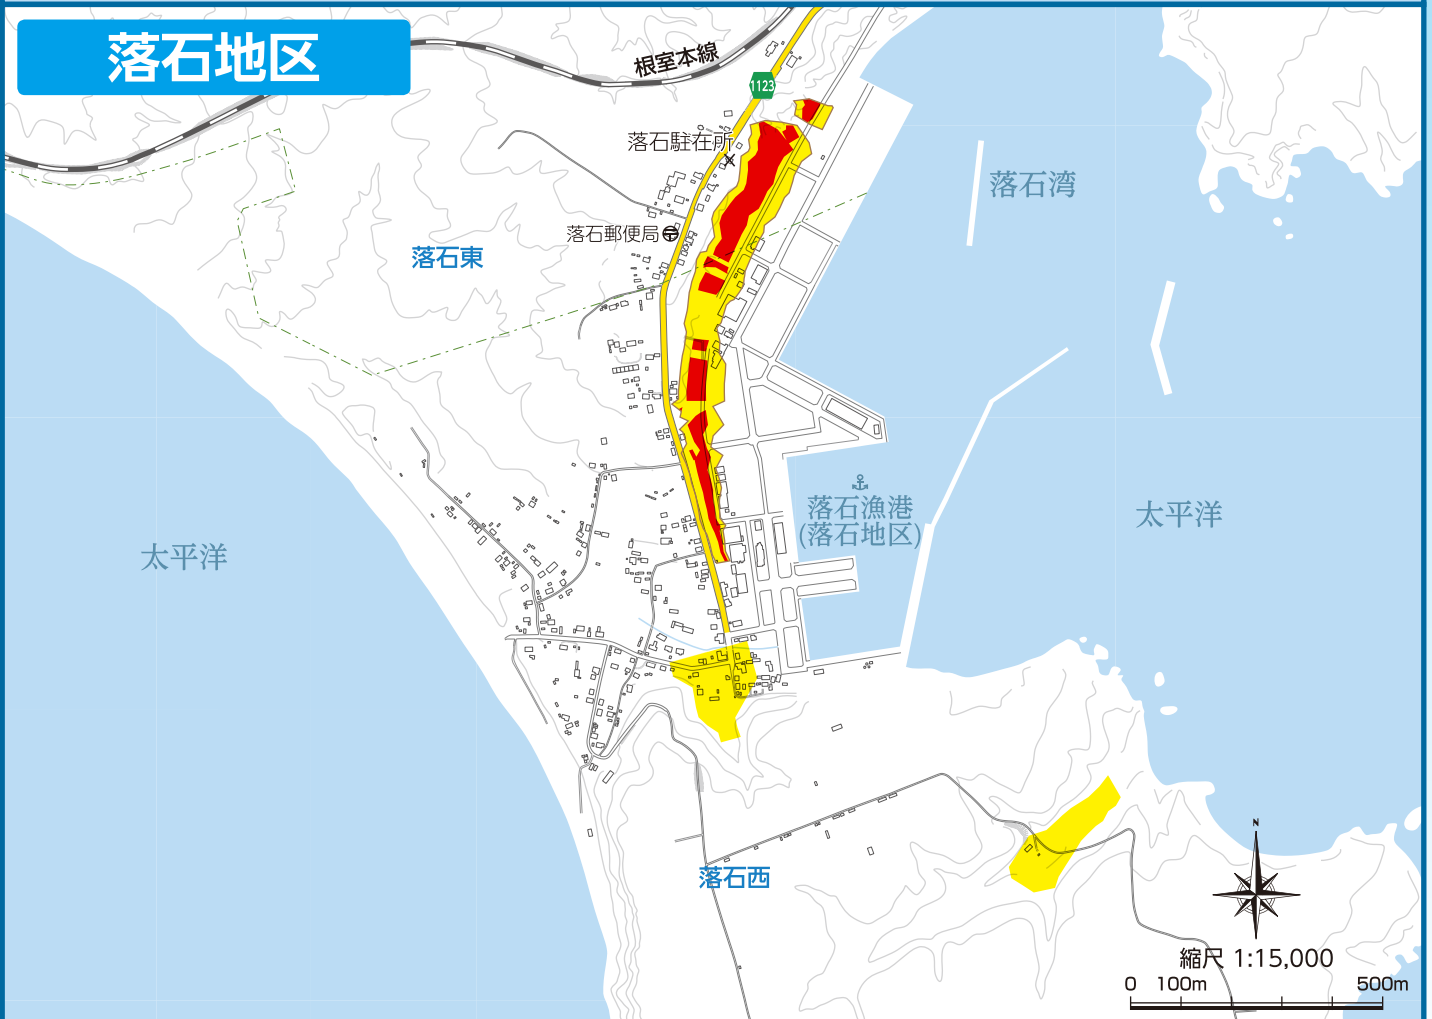 落石地区
根室本線
1123
落石駐在所
落石湾
落石郵便局
落石東
落石漁港
(落石地区)
太平洋
太平洋
落石西
N
縮尺 1:15,000
0 100m 500m